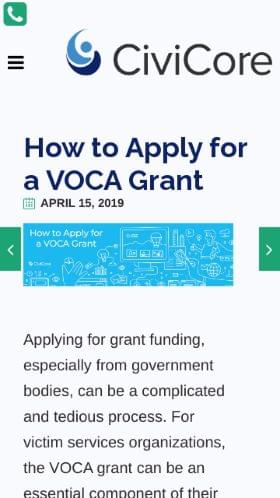 CiviCore
How to Apply for
a VOCA Grant
APRIL 15, 2019
How to Apply for
a VOCA Grant
CiviCore
Applying for grant funding,
especially from government
bodies, can be a complicated
and tedious process. For
victim services organizations,
the VOCA grant can be an
essential component of their